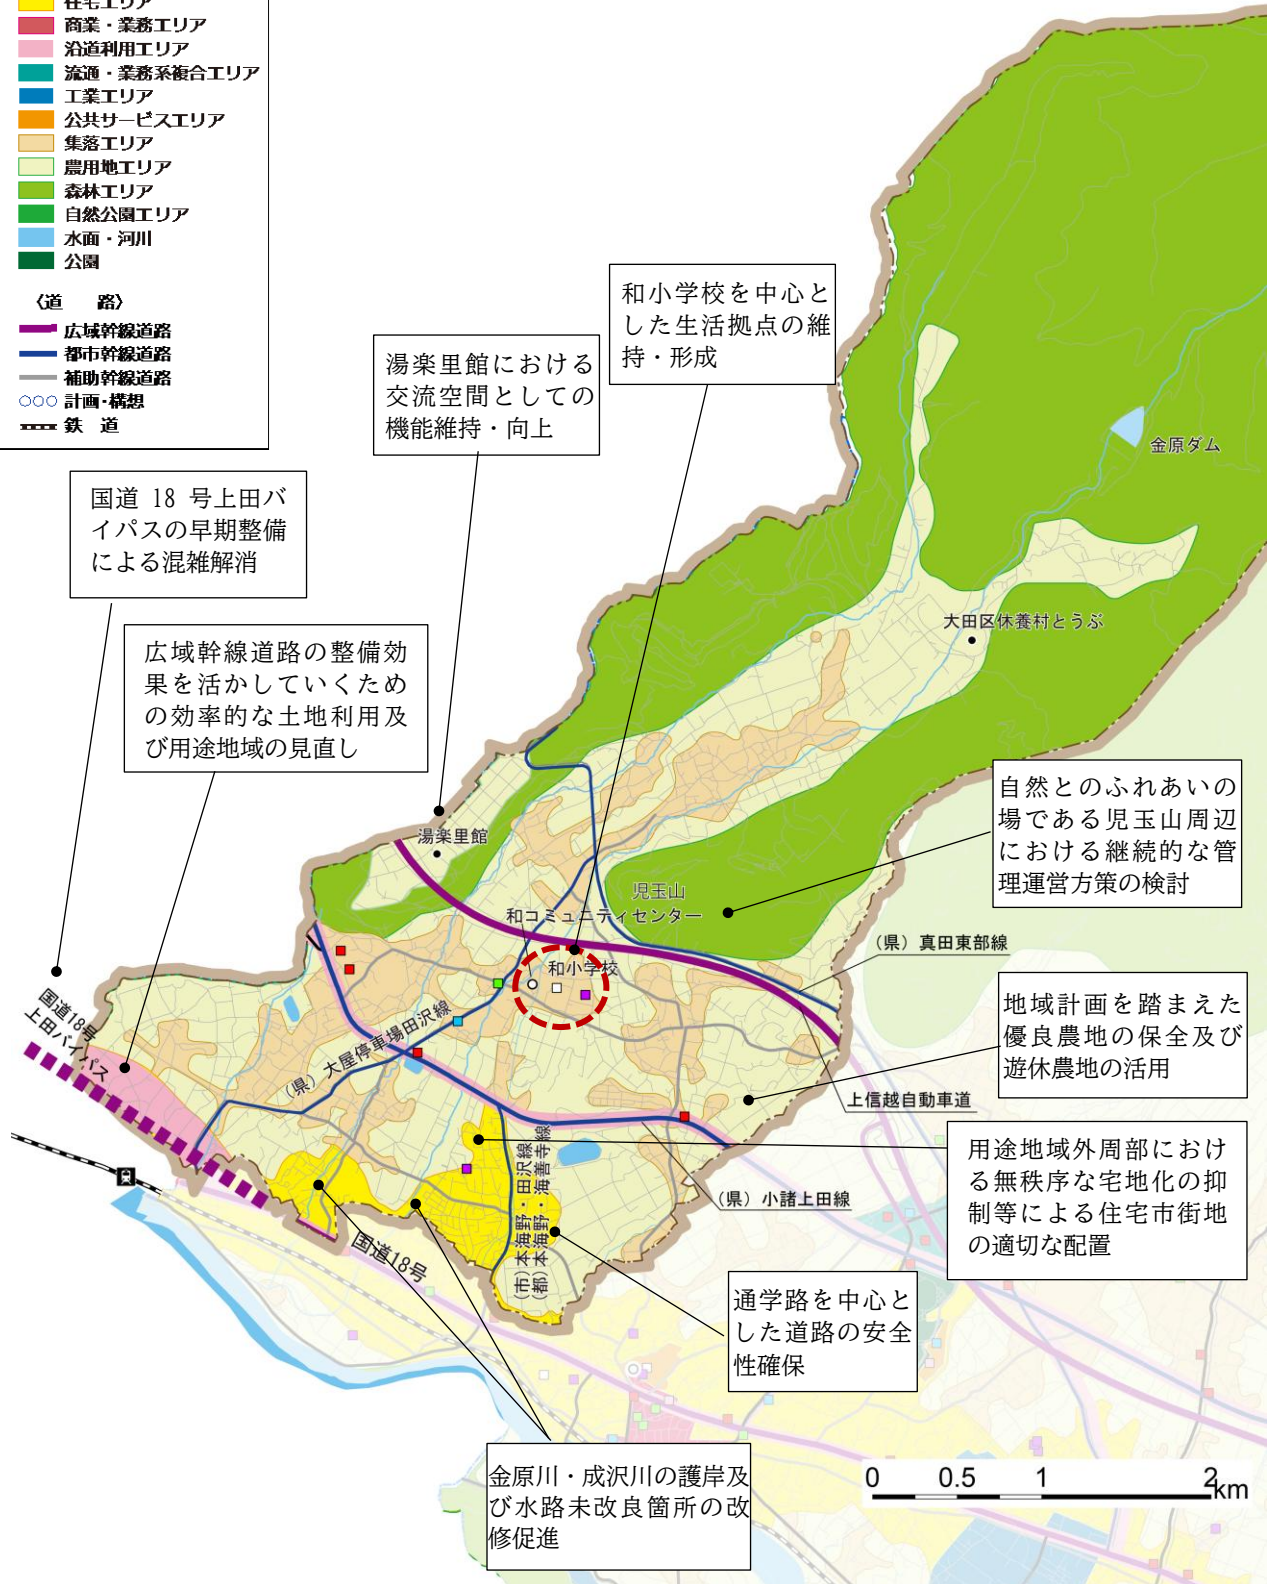 住宅エリア
商業・業務エリア
沿道利用エリア
流通・業務系複合エリア
工業エリア
公共サービスエリア
集落エリア
農用地エリア
森林エリア
自然公園エリア
水面・河川
公園
〈道　路〉
広域幹線道路
都市幹線道路
補助幹線道路
計画・構想
鉄　道
和小学校を中心と
した生活拠点の維
持・形成
湯楽里館における
交流空間としての
機能維持・向上
国道 18 号上田バ
イパスの早期整備
による混雑解消
広域幹線道路の整備効
果を活かしていくため
の効率的な土地利用及
び用途地域の見直し
金原ダム
大田区休養村とうぶ
自然とのふれあいの
場である児玉山周辺
における継続的な管
理運営方策の検討
湯楽里館
児玉山
和コミュニティセンター
和小学校
（県）真田東部線
地域計画を踏まえた
優良農地の保全及び
遊休農地の活用
国道18号
上田バイパス
（県）大屋停車場田沢線
上信越自動車道
用途地域外周部におけ
る無秩序な宅地化の抑
制等による住宅市街地
の適切な配置
（市）本海野・田沢線
（都）本海野・海善寺線
（県）小諸上田線
国道18号
通学路を中心と
した道路の安全
性確保
金原川・成沢川の護岸及
び水路未改良箇所の改
修促進
0 0.5 1 2km